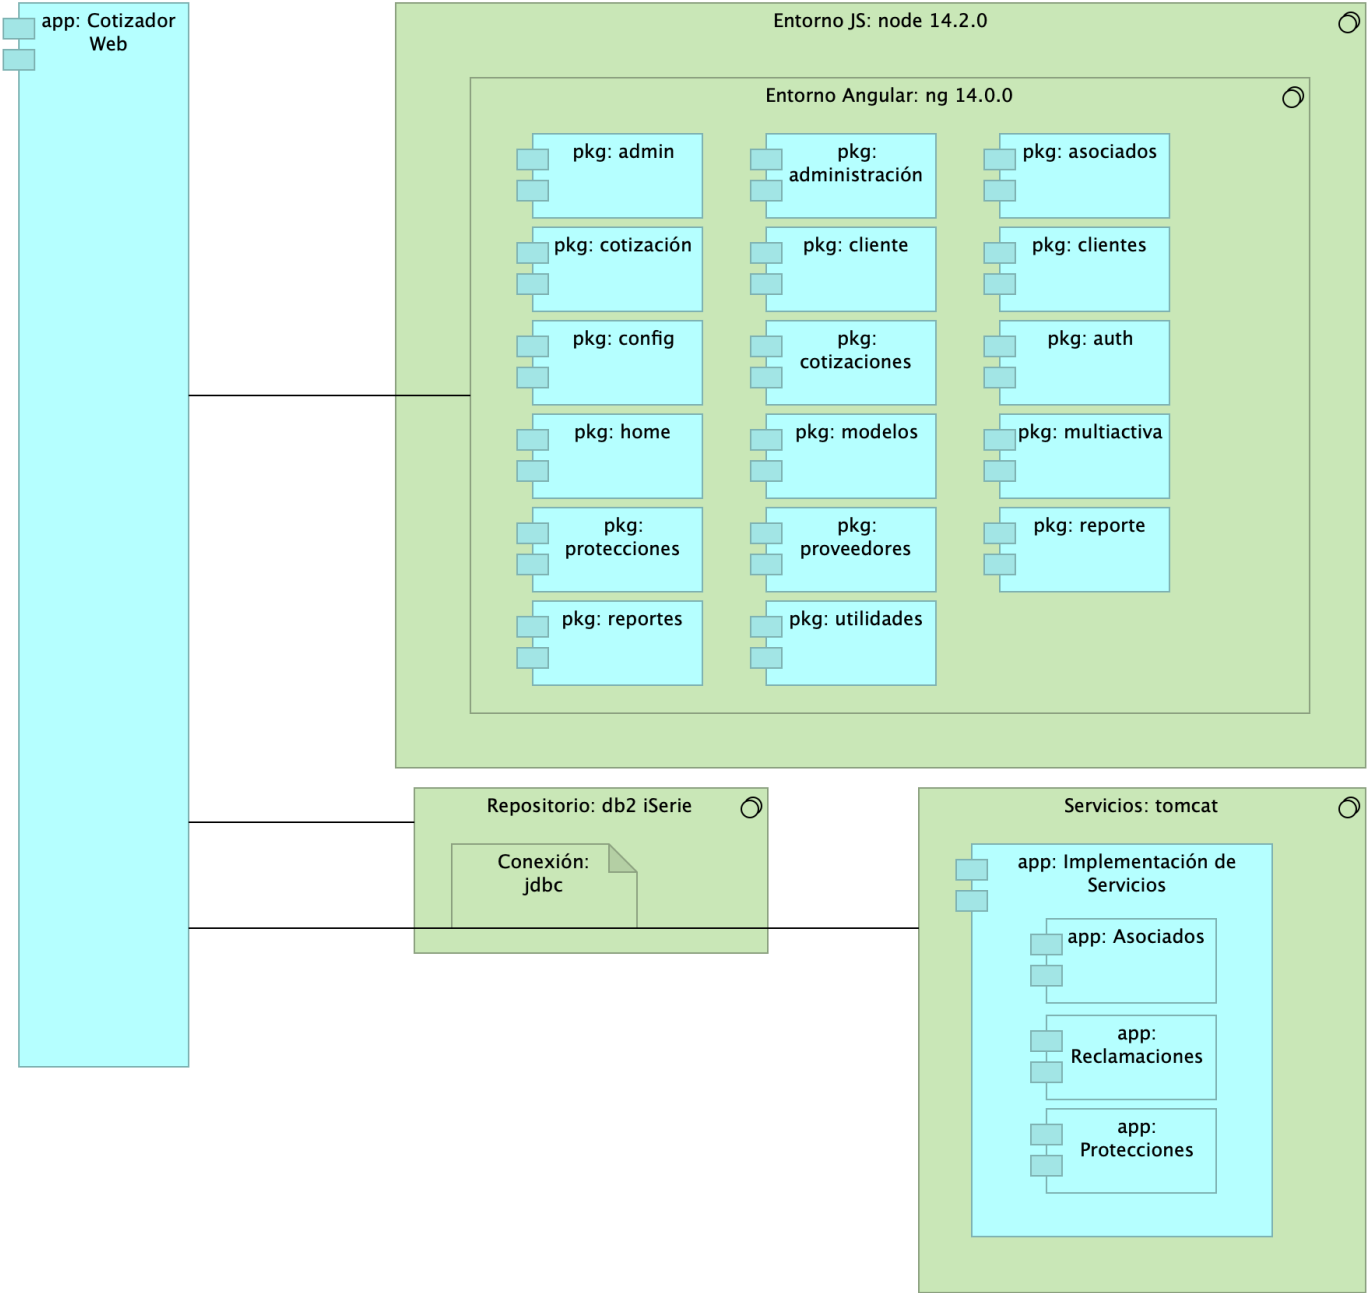 app: Cotizador
Web
Entorno JS: node 14.2.0
Entorno Angular: ng 14.0.0
pkg: admin
pkg:
administración
pkg: asociados
pkg: cotización
pkg: cliente
pkg: clientes
pkg: config
pkg:
cotizaciones
pkg: auth
pkg: home
pkg: modelos
pkg: multiactiva
pkg:
protecciones
pkg:
proveedores
pkg: reporte
pkg: reportes
pkg: utilidades
Repositorio: db2 iSerie
Conexión:
jdbc
Servicios: tomcat
app: Implementación de
Servicios
app: Asociados
app:
Reclamaciones
app:
Protecciones